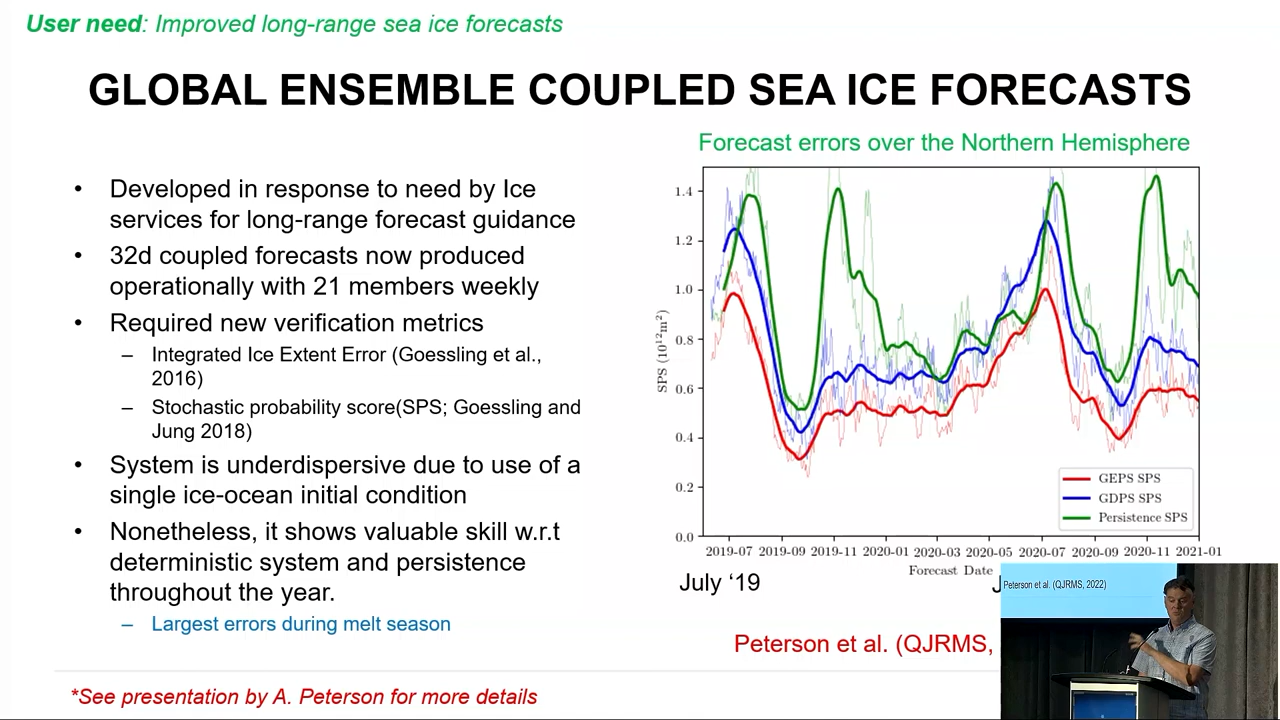 User need: Improved long-range sea ice forecasts
GLOBAL ENSEMBLE COUPLED SEA ICE FORECASTS
• Developed in response to need by Ice
services for long-range forecast guidance
• 32d coupled forecasts now produced
operationally with 21 members weekly
• Required new verification metrics
– Integrated Ice Extent Error (Goessling et al.,
2016)
– Stochastic probability score(SPS; Goessling and
Jung 2018)
• System is underdispersive due to use of a
single ice-ocean initial condition
• Nonetheless, it shows valuable skill w.r.t
deterministic system and persistence
throughout the year.
– Largest errors during melt season
*See presentation by A. Peterson for more details
Forecast errors over the Northern Hemisphere
SPS (10¹²m²)
1.4
1.2
1.0
0.8
0.6
0.4
0.2
0.0
GEPS SPS
GDPS SPS
Persistence SPS
2019-07 2019-09 2019-11 2020-01 2020-03 2020-05 2020-07 2020-09 2020-11 2021-01
Forecast Date
July ‘19
J
Peterson et al. (QJRMS,
Peterson et al. (QJRMS, 2022)